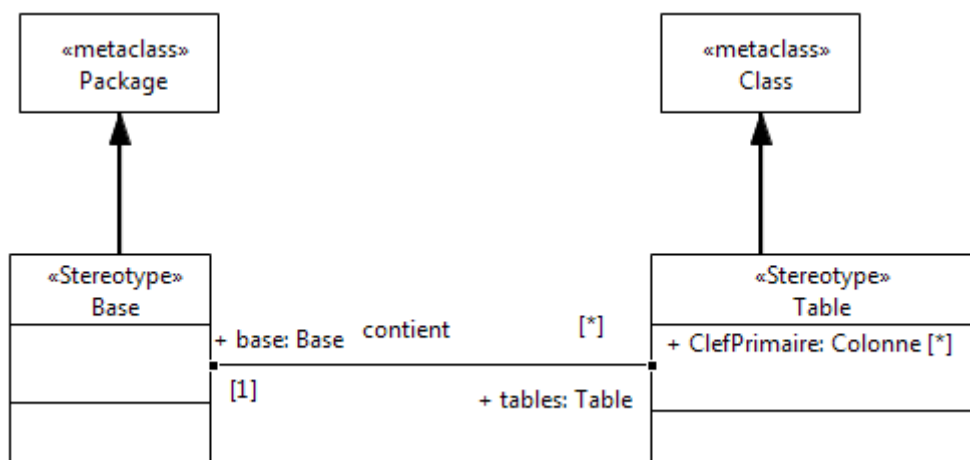 «metaclass»
Package
«metaclass»
Class
«Stereotype»
Base
«Stereotype»
Table
+ base: Base
contient
[*]
+ ClefPrimaire: Colonne [*]
[1]
+ tables: Table